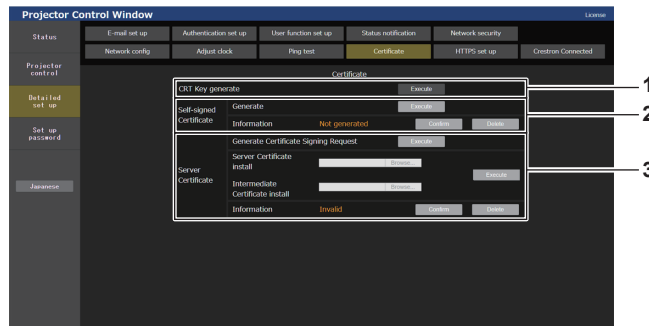 Projector Control Window
License
Status
E-mail set up
Authentication set up
User function set up
Status notification
Network security
Network config
Adjust clock
Ping test
Certificate
HTTPS set up
Crestron Connected
Projector
control
Detailed
set up
Set up
password
Japanese
Certificate
CRT Key generate
Execute
1
Self-signed
Certificate
Generate
Execute
Information
Not generated
Confirm
Delete
2
Server
Certificate
Generate Certificate Signing Request
Execute
Server Certificate
install
Browse...
Intermediate
Certificate install
Browse...
Execute
Information
Invalid
Confirm
Delete
3